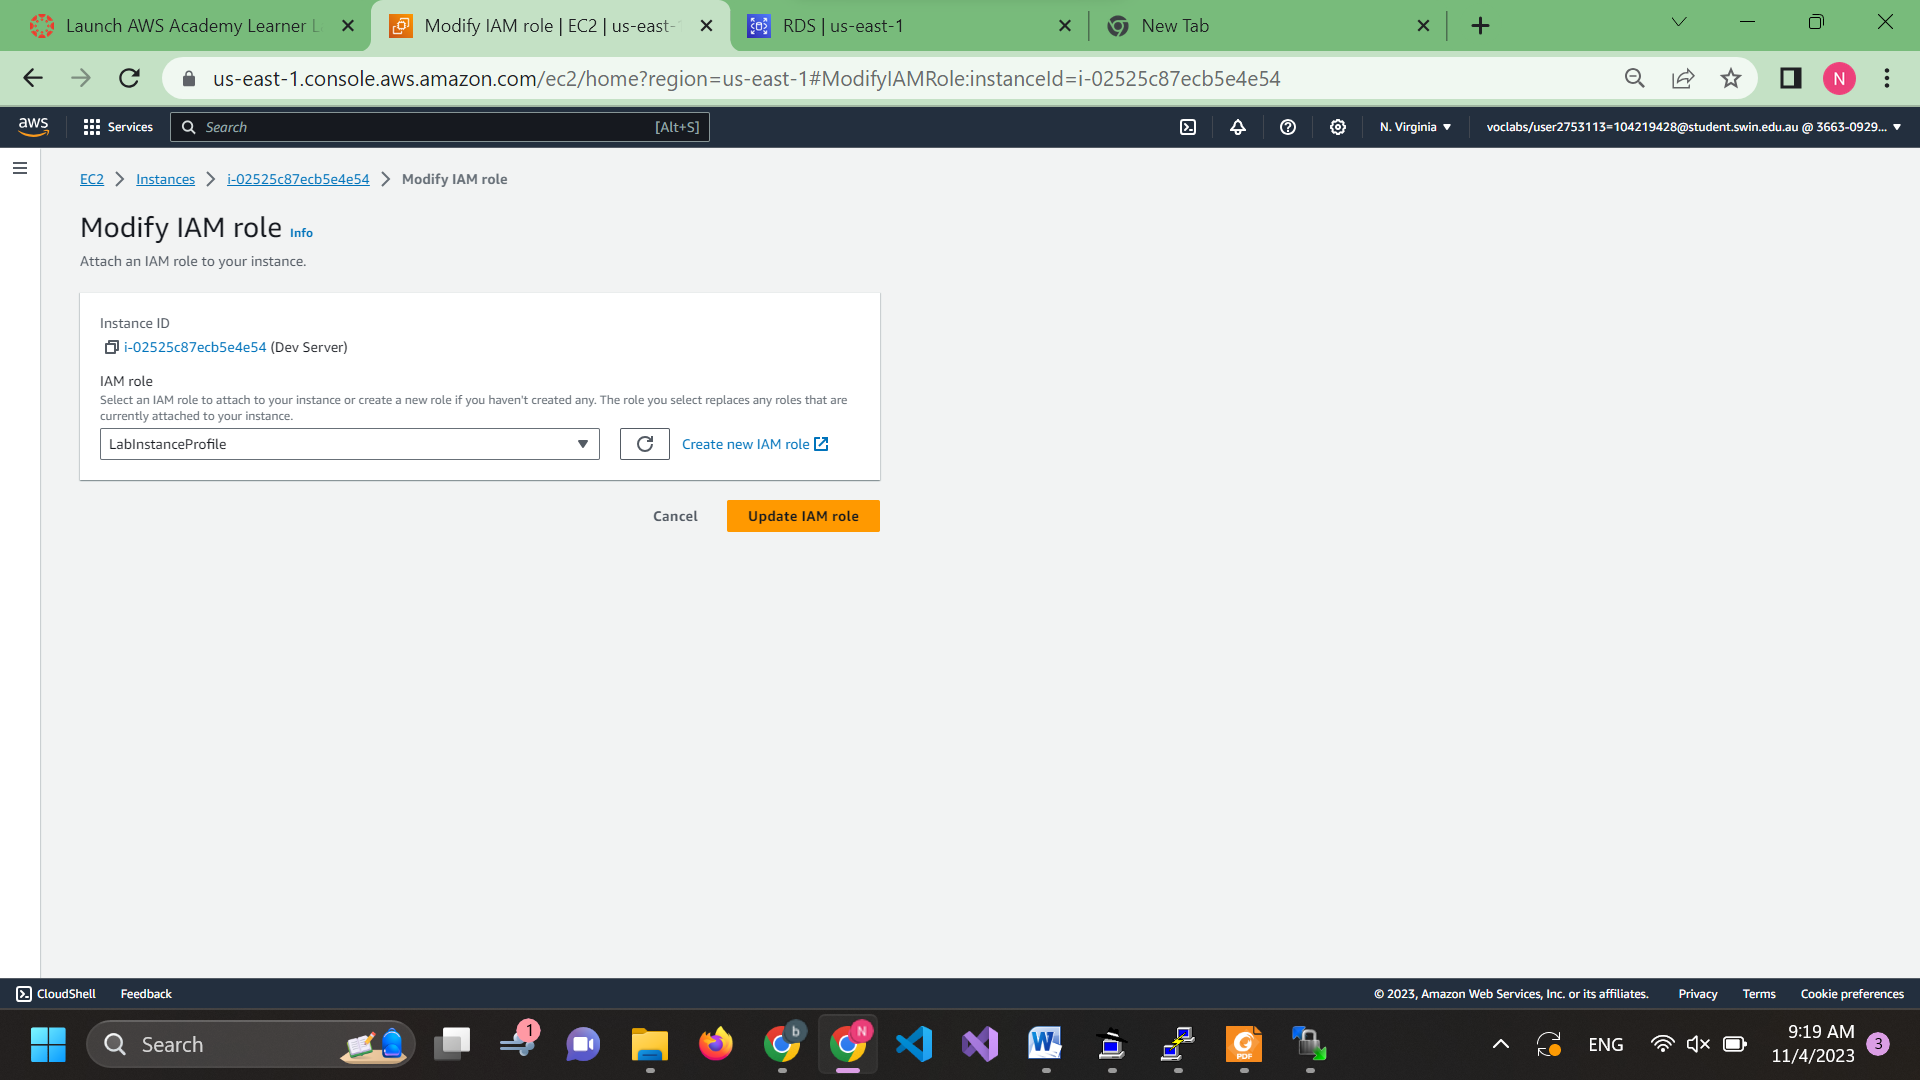 Launch AWS Academy Learner L
Modify IAM role | EC2 | us-east-1
RDS | us-east-1
New Tab
us-east-1.console.aws.amazon.com/ec2/home?region=us-east-1#ModifyIAMRole:instanceId=i-02525c87ecb5e4e54
N
aws
Services
Search
[Alt+S]
N. Virginia
voclabs/user2753113=104219428@student.swin.edu.au @ 3663-0929...
EC2
Instances
i-02525c87ecb5e4e54
Modify IAM role
Modify IAM role Info
Attach an IAM role to your instance.
Instance ID
i-02525c87ecb5e4e54 (Dev Server)
IAM role
Select an IAM role to attach to your instance or create a new role if you haven't created any. The role you select replaces any roles that are
currently attached to your instance.
LabInstanceProfile
Create new IAM role
Cancel
Update IAM role
CloudShell
Feedback
© 2023, Amazon Web Services, Inc. or its affiliates.
Privacy
Terms
Cookie preferences
Search
1
b
N
W
PDF
ENG
9:19 AM
11/4/2023
3